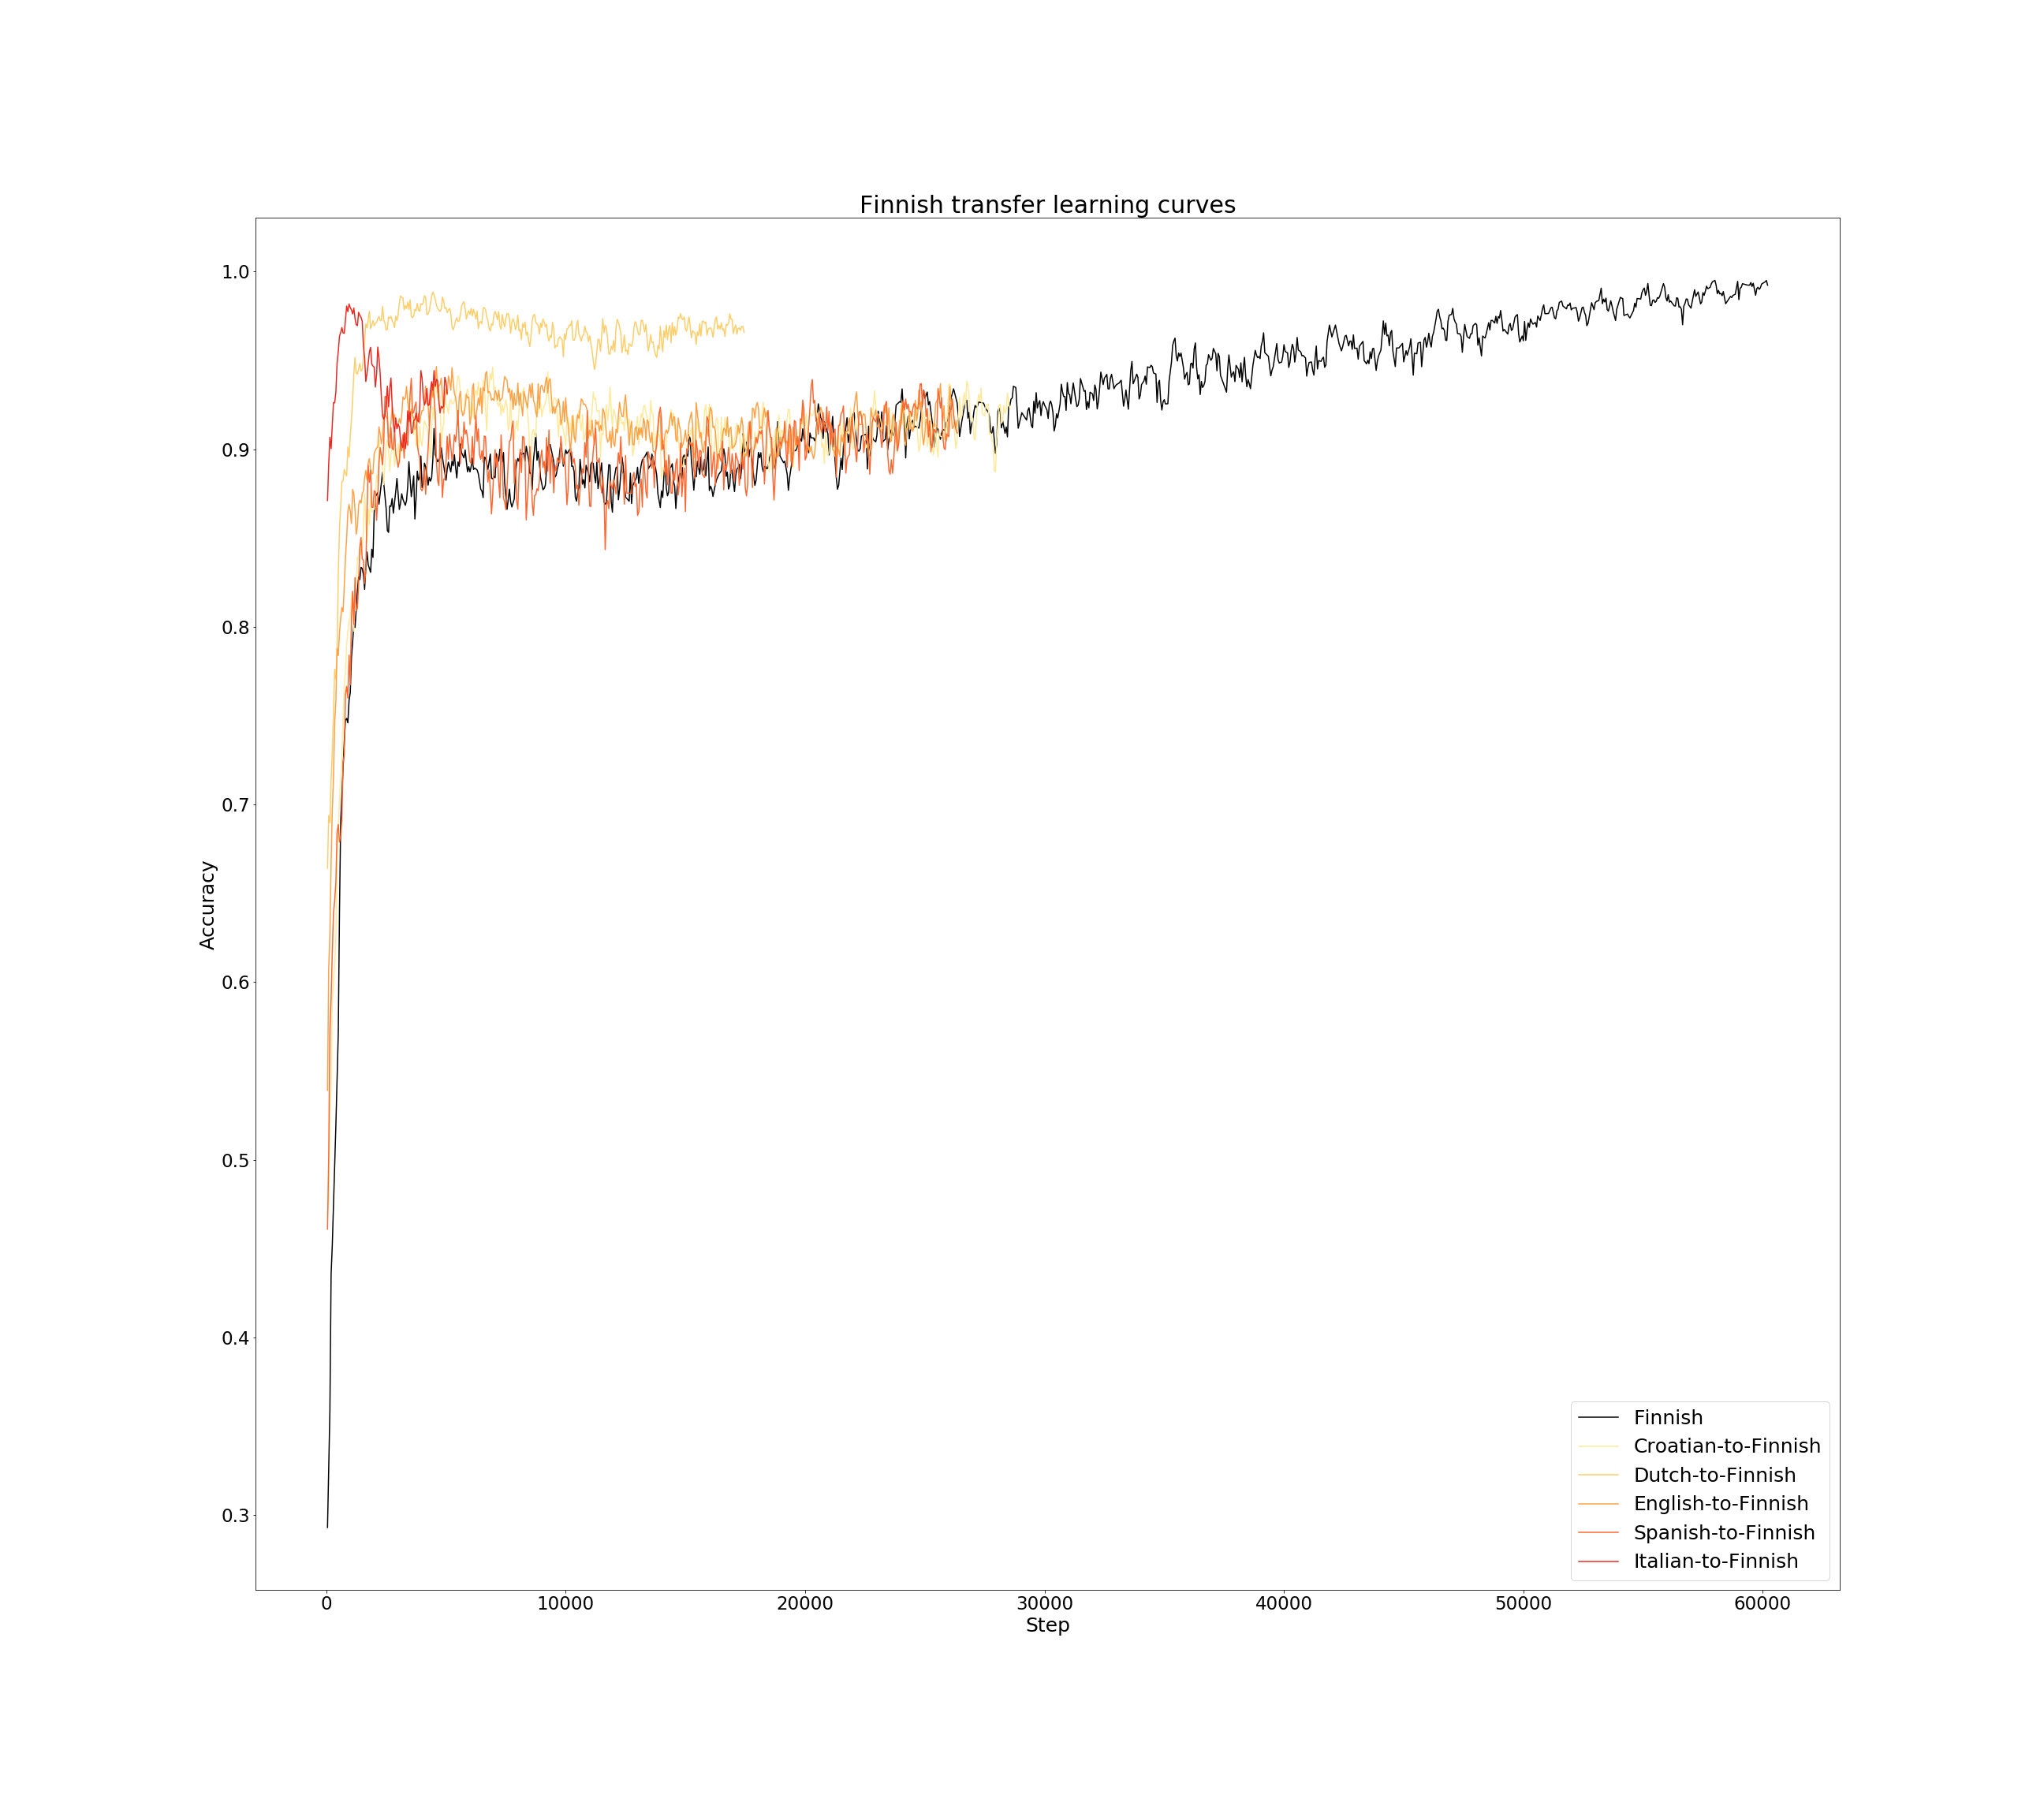 Finnish transfer learning curves
1.0
0.9
0.8
0.7
0.6
0.5
0.4
0.3
Accuracy
0 10000 20000 30000 40000 50000 60000
Step
Finnish
Croatian-to-Finnish
Dutch-to-Finnish
English-to-Finnish
Spanish-to-Finnish
Italian-to-Finnish